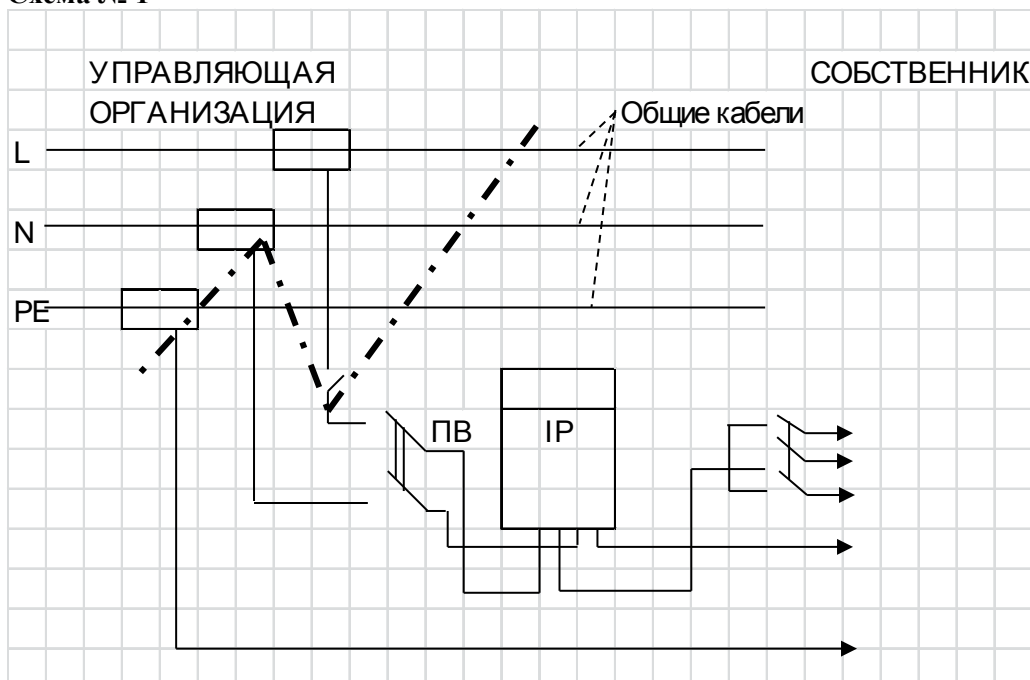 УПРАВЛЯЮЩАЯ
ОРГАНИЗАЦИЯ
СОБСТВЕННИК
Общие кабели
L
N
PE
ПВ
IP